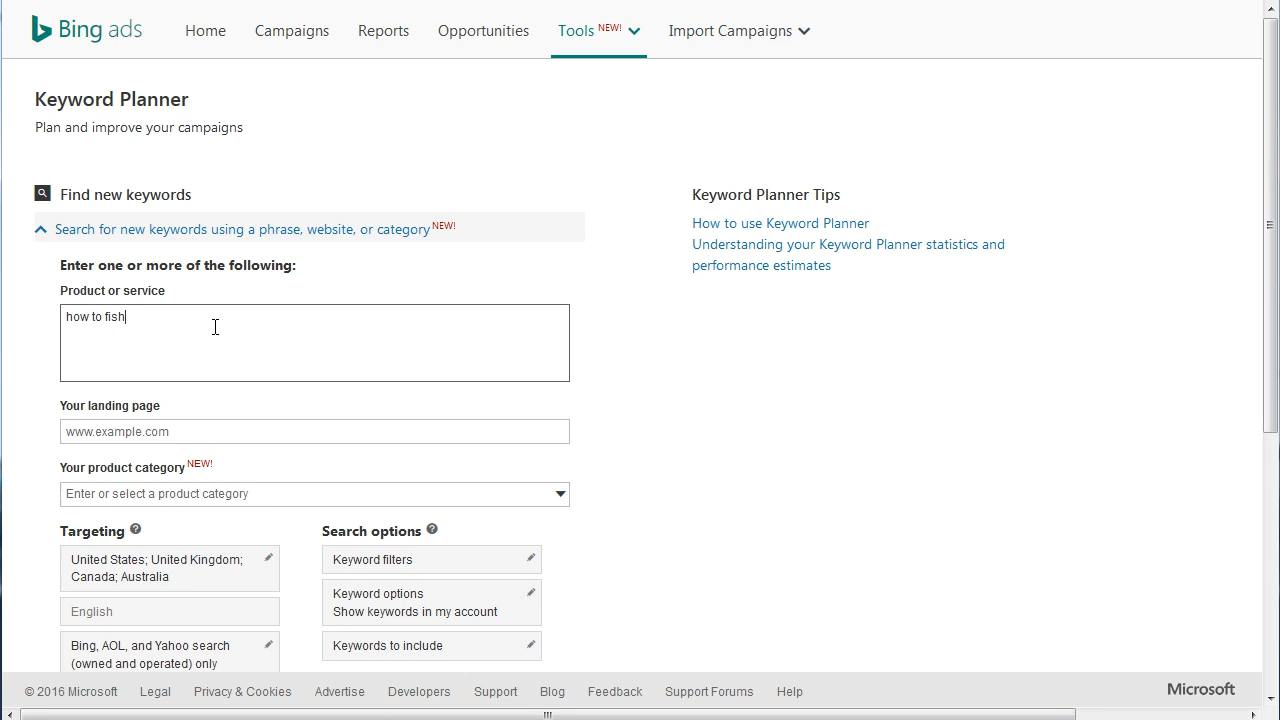 Bing ads
Home Campaigns Reports Opportunities Tools NEW! Import Campaigns
Keyword Planner
Plan and improve your campaigns
Find new keywords
Search for new keywords using a phrase, website, or category NEW!
Enter one or more of the following:
Product or service
how to fish
Your landing page
www.example.com
Your product category NEW!
Enter or select a product category
Targeting
United States; United Kingdom;
Canada; Australia
English
Bing, AOL, and Yahoo search
(owned and operated) only
Search options
Keyword filters
Keyword options
Show keywords in my account
Keywords to include
Keyword Planner Tips
How to use Keyword Planner
Understanding your Keyword Planner statistics and
performance estimates
© 2016 Microsoft Legal Privacy & Cookies Advertise Developers Support Blog Feedback Support Forums Help Microsoft